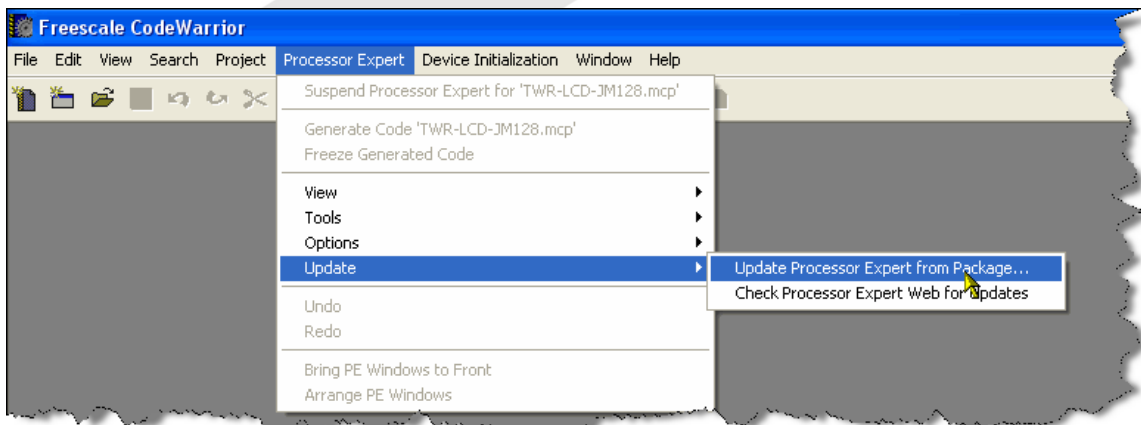 Freescale CodeWarrior
File Edit View Search Project Processor Expert Device Initialization Window Help
Suspend Processor Expert for 'TWR-LCD-JM128.mcp'
Generate Code 'TWR-LCD-JM128.mcp'
Freeze Generated Code
View
Tools
Options
Update
Update Processor Expert from Package...
Check Processor Expert Web for Updates
Undo
Redo
Bring PE Windows to Front
Arrange PE Windows